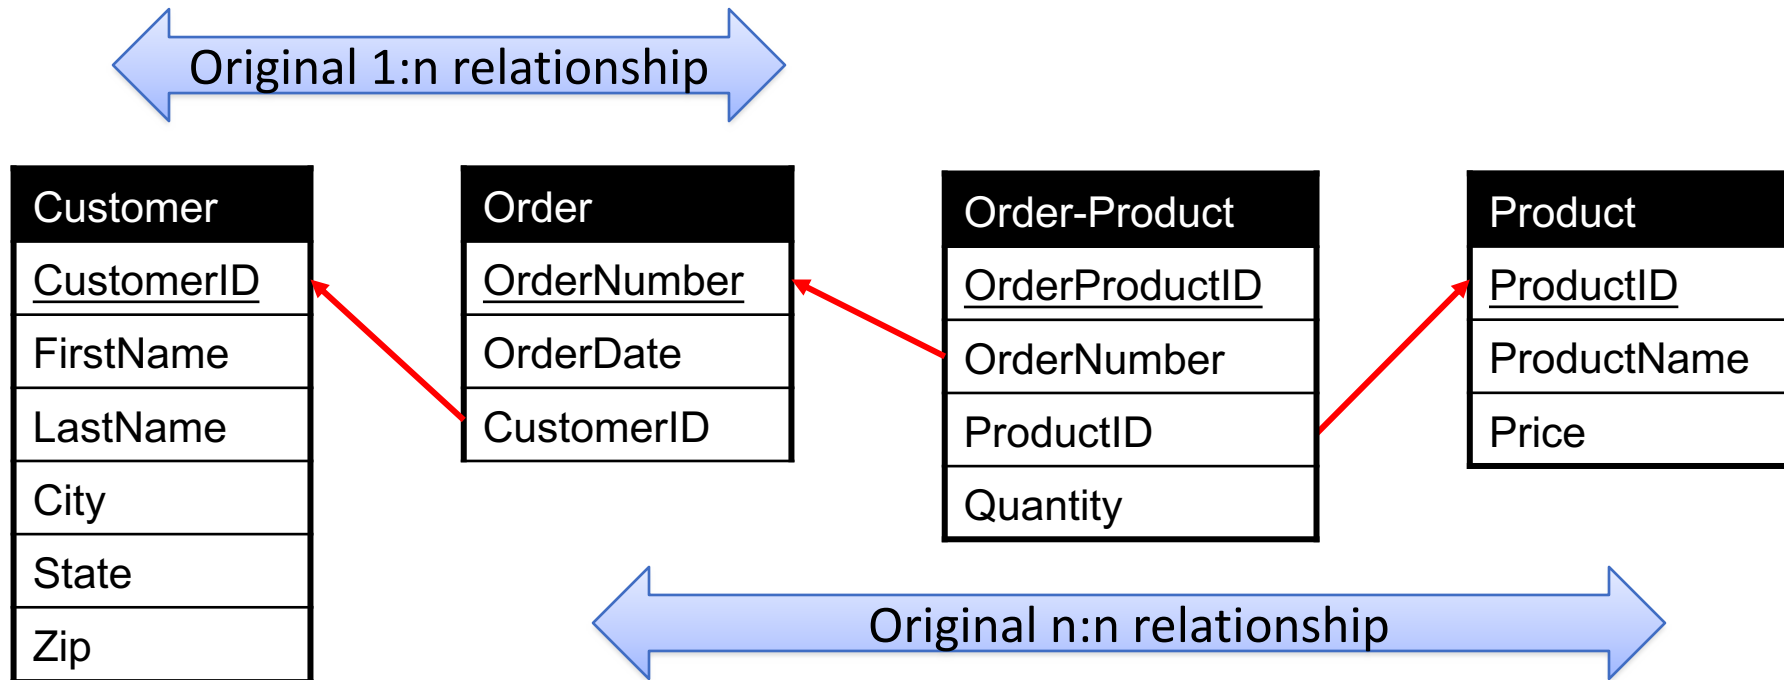 Original 1:n relationship
Customer
CustomerID
FirstName
LastName
City
State
Zip
Order
OrderNumber
OrderDate
CustomerID
Order-Product
OrderProductID
OrderNumber
ProductID
Quantity
Product
ProductID
ProductName
Price
Original n:n relationship